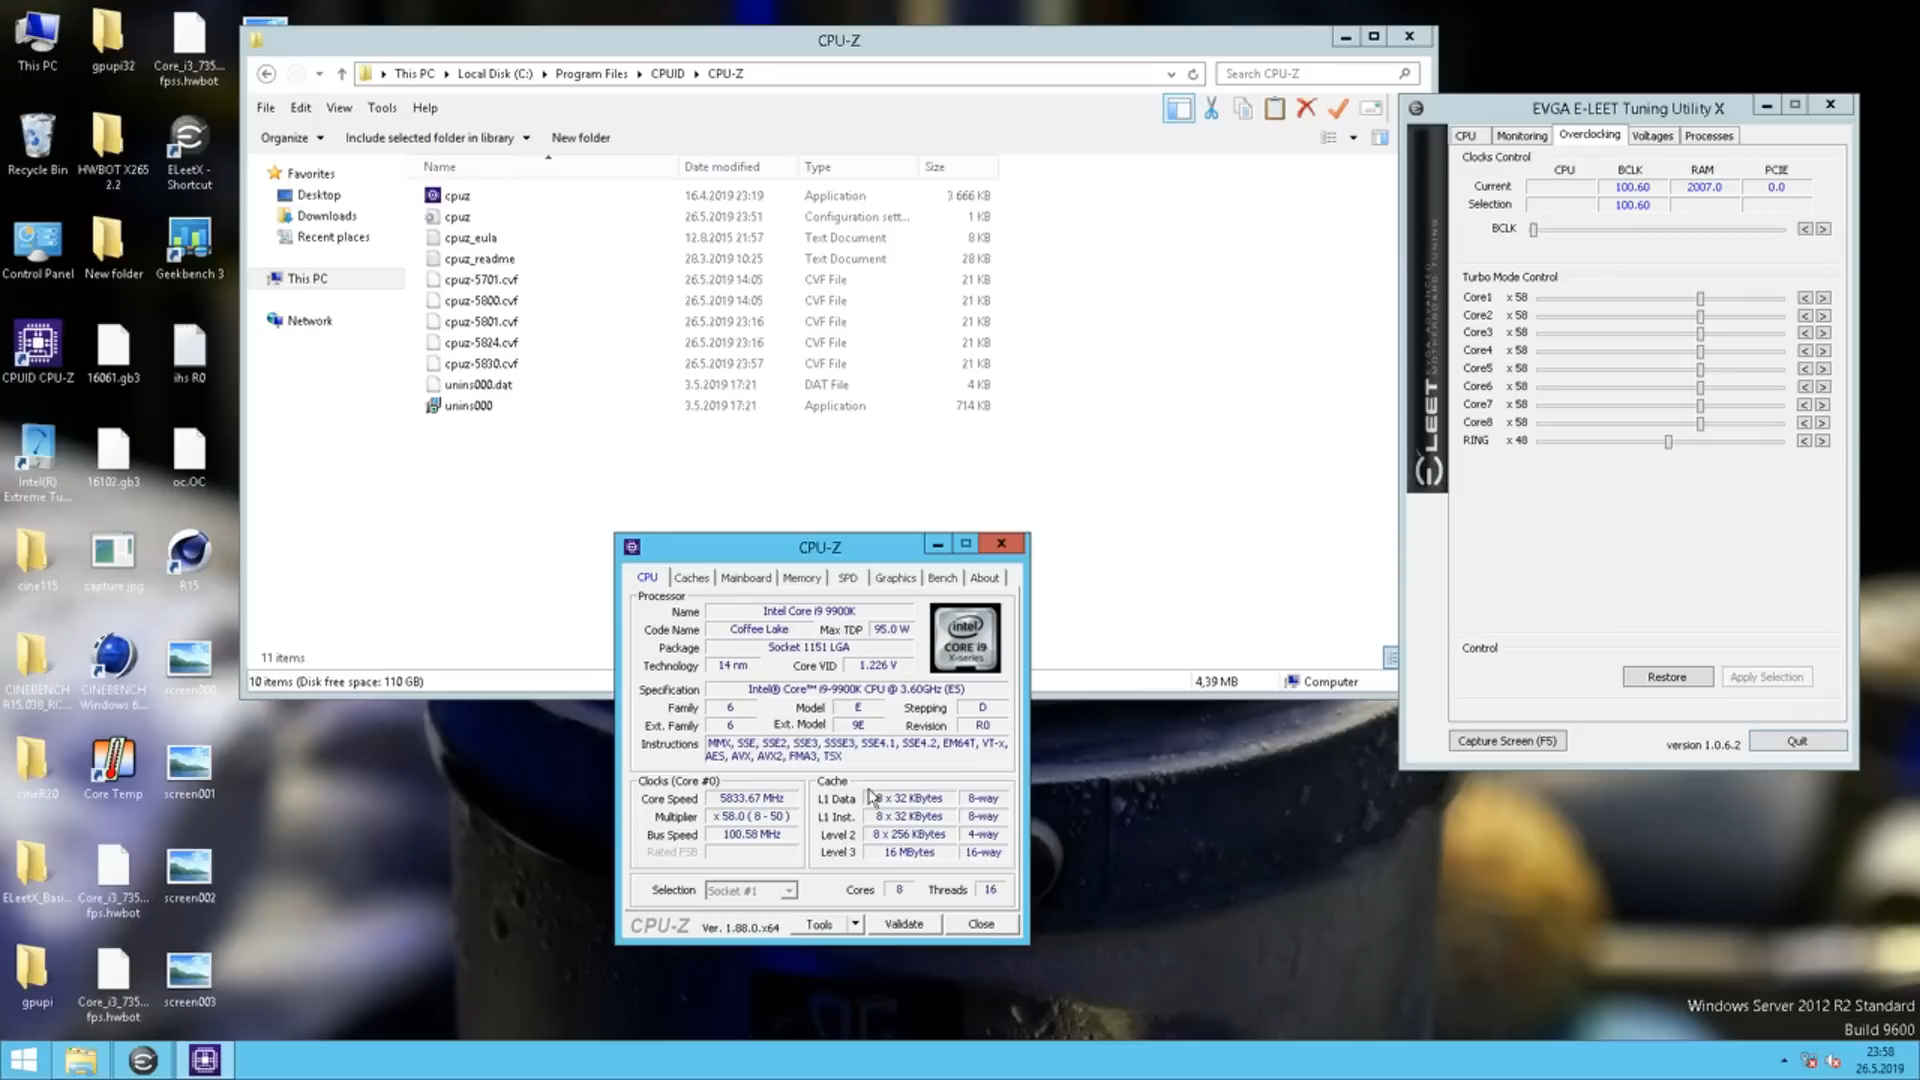 This PC
gpupi32
Core_i3_735...
fpss.hwbot
Recycle Bin
HWBOT X265
2.2
ELeetX -
Shortcut
Control Panel
New folder
Geekbench 3
CPUID CPU-Z
16061.gb3
ihs R0
Intel(R)
Extreme Tu...
16102.gb3
oc.OC
cine115
capture jpg
R15
CINEBENCH
R15.038_RC...
CINEBENCH
Windows 6...
screen000
cineR20
Core Temp
screen001
ELeetX_Basi...
Core_i3_735...
fps.hwbot
screen002
gpupi
Core_i3_735...
fps.hwbot
screen003
CPU-Z
This PC
Local Disk (C:)
Program Files
CPUID
CPU-Z
Search CPU-Z
File
Edit
View
Tools
Help
Organize
Include selected folder in library
New folder
Favorites
Desktop
Downloads
Recent places
This PC
Network
Name
Date modified
Type
Size
cpuz 16.4.2019 23:19 Application 3 666 KB
cpuz 26.5.2019 23:51 Configuration sett... 1 KB
cpuz_eula 12.8.2015 21:57 Text Document 8 KB
cpuz_readme 28.3.2019 10:25 Text Document 28 KB
cpuz-5701.cvf 26.5.2019 14:05 CVF File 21 KB
cpuz-5800.cvf 26.5.2019 14:05 CVF File 21 KB
cpuz-5801.cvf 26.5.2019 23:16 CVF File 21 KB
cpuz-5824.cvf 26.5.2019 23:16 CVF File 21 KB
cpuz-5830.cvf 26.5.2019 23:57 CVF File 21 KB
unins000.dat 3.5.2019 17:21 DAT File 4 KB
unins000 3.5.2019 17:21 Application 714 KB
11 items
10 items (Disk free space: 110 GB)
4,39 MB
Computer
CPU-Z
CPU
Caches
Mainboard
Memory
SPD
Graphics
Bench
About
Processor
Name Intel Core i9 9900K
Code Name Coffee Lake Max TDP 95.0 W
Package Socket 1151 LGA
Technology 14 nm Core VID 1.226 V
intel
CORE i9
X-series
Specification Intel® Core™ i9-9900K CPU @ 3.60GHz (ES)
Family 6 Model E Stepping D
Ext. Family 6 Ext. Model 9E Revision R0
Instructions MMX, SSE, SSE2, SSE3, SSSE3, SSE4.1, SSE4.2, EM64T, VT-x,
AES, AVX, AVX2, FMA3, TSX
Clocks (Core #0)
Core Speed 5833.67 MHz
Multiplier x 58.0 ( 8 - 50 )
Bus Speed 100.58 MHz
Rated FSB
Cache
L1 Data 8 x 32 KBytes 8-way
L1 Inst. 8 x 32 KBytes 8-way
Level 2 8 x 256 KBytes 4-way
Level 3 16 MBytes 16-way
Selection Socket #1 Cores 8 Threads 16
CPU-Z Ver. 1.88.0.x64 Tools Validate Close
EVGA E-LEET Tuning Utility X
CPU
Monitoring
Overclocking
Voltages
Processes
E-LEET EVGA ADVANCED
MOTHERBOARD TUNING
Clocks Control
CPU BCLK RAM PCIE
Current 100.60 2007.0 0.0
Selection 100.60
BCLK < >
Turbo Mode Control
Core1 x 58 < >
Core2 x 58 < >
Core3 x 58 < >
Core4 x 58 < >
Core5 x 58 < >
Core6 x 58 < >
Core7 x 58 < >
Core8 x 58 < >
RING x 48 < >
Control
Restore
Apply Selection
Capture Screen (F5)
version 1.0.6.2
Quit
Windows Server 2012 R2 Standard
Build 9600
23:58
26.5.2019